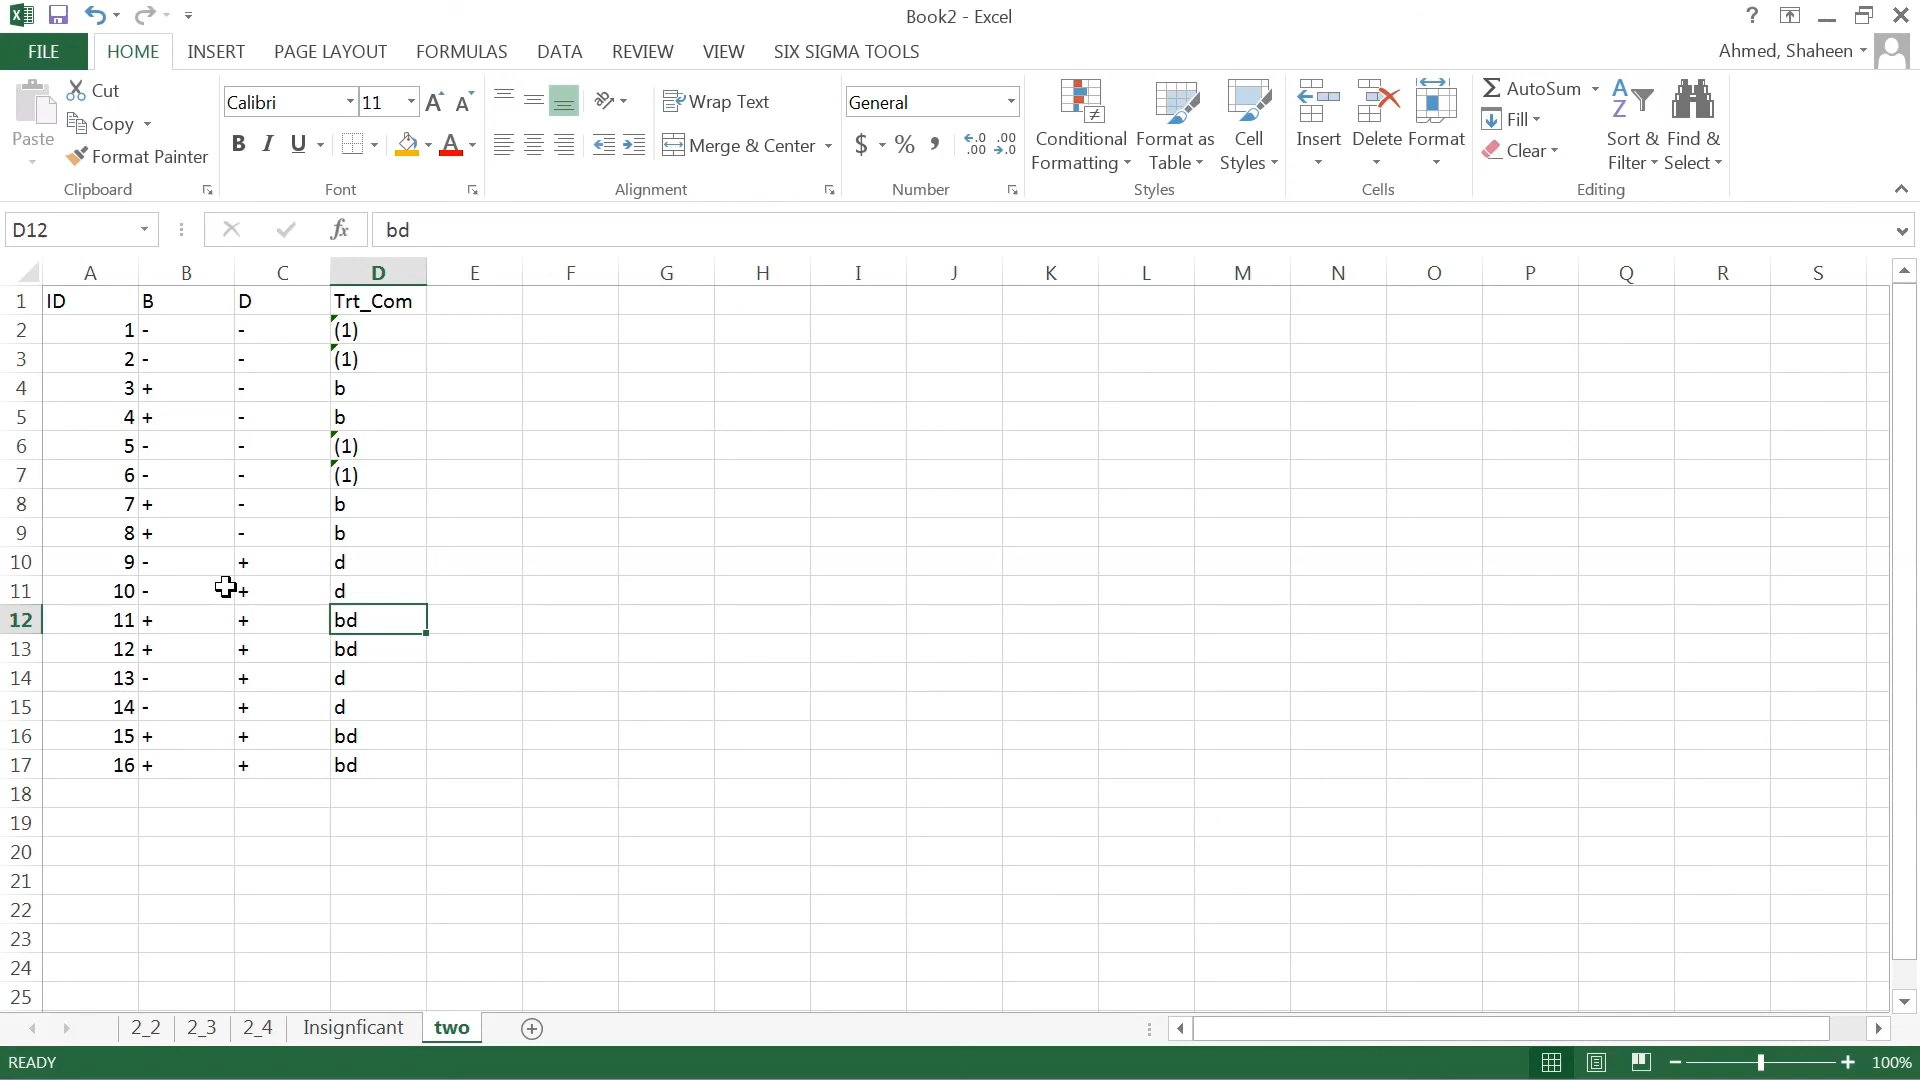 Book2 - Excel
?
FILE HOME INSERT PAGE LAYOUT FORMULAS DATA REVIEW VIEW SIX SIGMA TOOLS
Ahmed, Shaheen
Paste
Cut
Copy
Format Painter
Clipboard
Calibri 11 A A
B I U A
Font
Wrap Text
Merge & Center
Alignment
General
$ % , .00 .00
Number
Conditional Formatting
Format as Table
Cell Styles
Styles
Insert Delete Format
Cells
AutoSum
Fill
Clear
Sort & Filter
Find & Select
Editing
D12 fx bd
A B C D E F G H I J K L M N O P Q R S
1 ID B D Trt_Com
2 1 - - (1)
3 2 - - (1)
4 3 + - b
5 4 + - b
6 5 - - (1)
7 6 - - (1)
8 7 + - b
9 8 + - b
10 9 - + d
11 10 - + d
12 11 + + bd
13 12 + + bd
14 13 - + d
15 14 - + d
16 15 + + bd
17 16 + + bd
18
19
20
21
22
23
24
25
2_2 2_3 2_4 Insignficant two
READY
100%